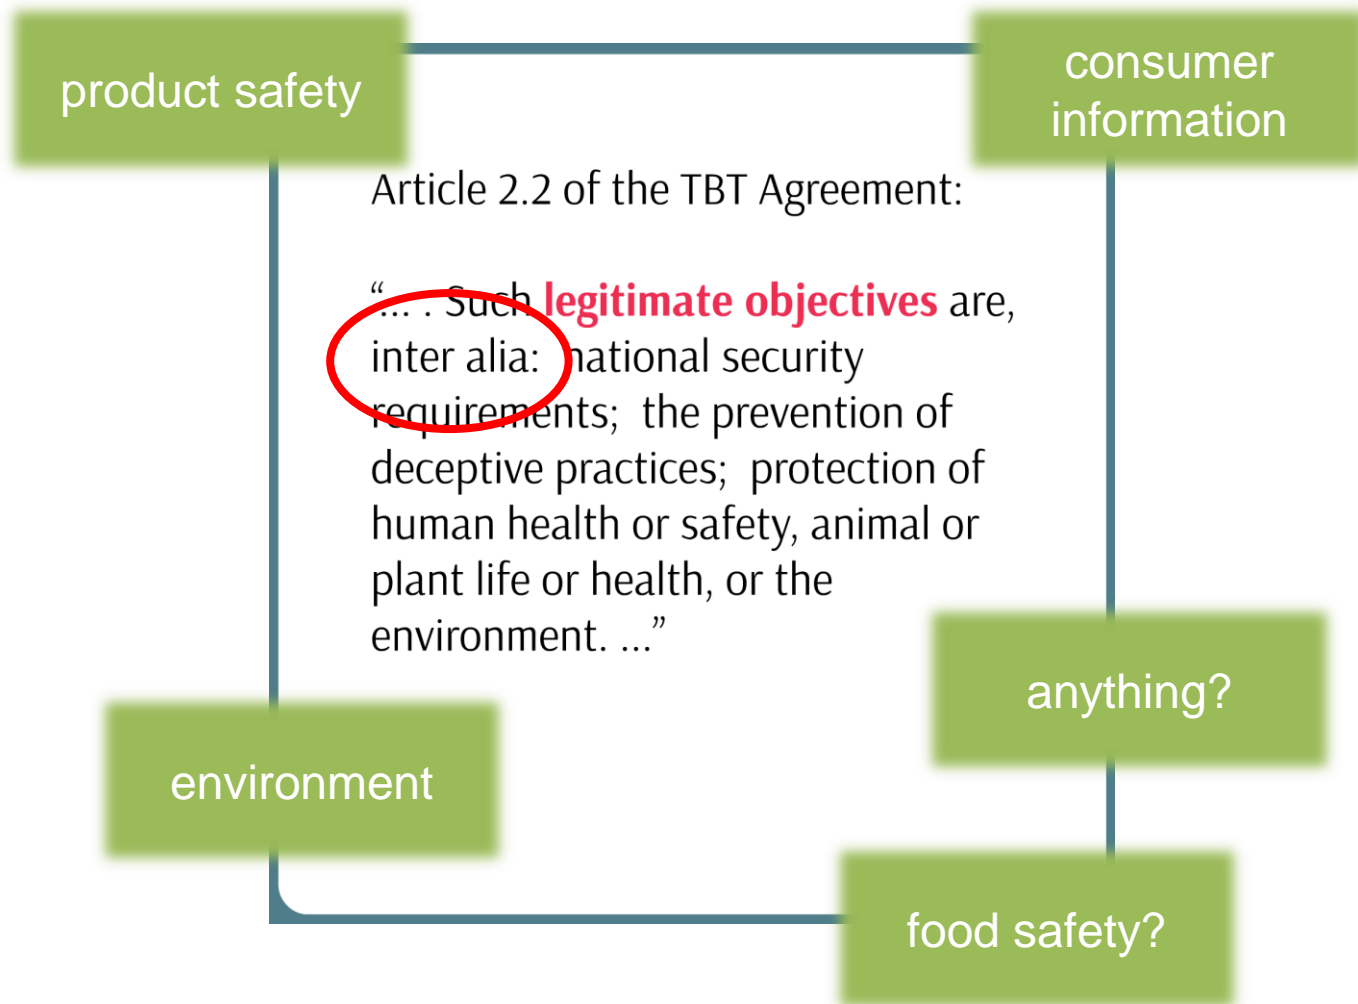 product safety
consumer
information
Article 2.2 of the TBT Agreement:
“... . Such legitimate objectives are,
inter alia:  national security
requirements;  the prevention of
deceptive practices;  protection of
human health or safety, animal or
plant life or health, or the
environment. ...”
anything?
environment
food safety?